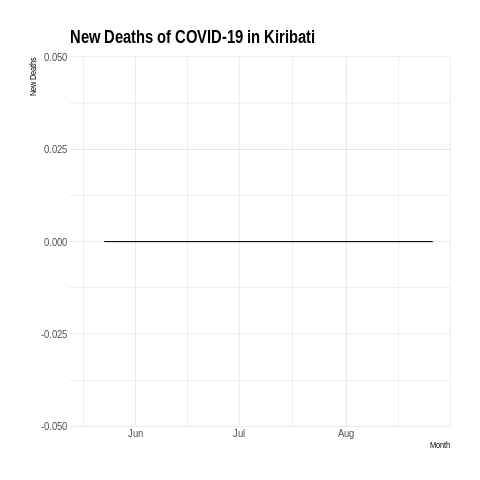 New Deaths of COVID-19 in Kiribati
New Deaths
0.050
0.025
0.000
-0.025
-0.050
Jun Jul Aug
Month